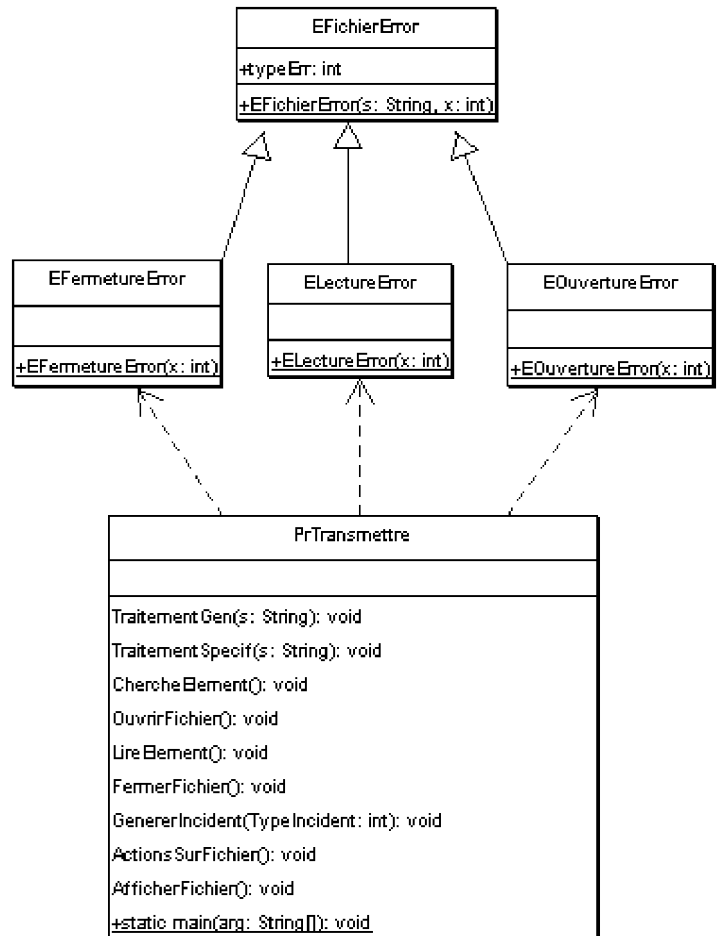 EFichierError
+typeErr: int
+EFichierError(s: String, x: int)
EFermetureError
+EFermetureError(x: int)
ELectureError
+ELectureError(x: int)
EOuvertureError
+EOuvertureError(x: int)
PrTransmettre
TraitementGen(s: String): void
TraitementSpecif(s: String): void
ChercheElement(): void
OuvrirFichier(): void
LireElement(): void
FermerFichier(): void
GenererIncident(TypeIncident: int): void
ActionsSurFichier(): void
AfficherFichier(): void
+static main(arg: String[]): void